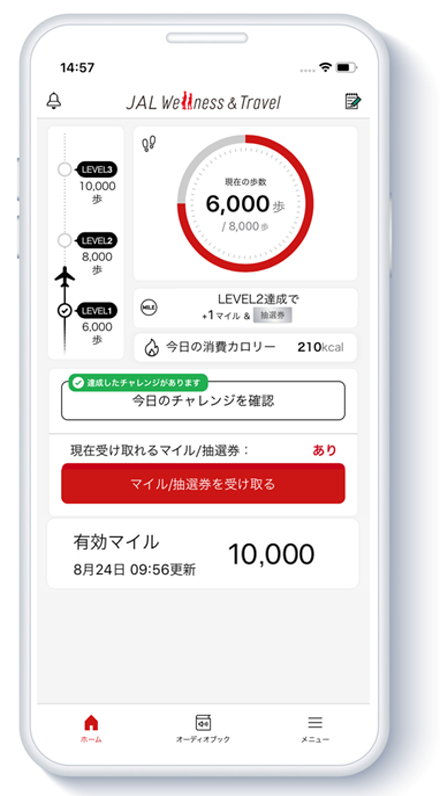 14:57
JAL Wellness & Travel
LEVEL3
10,000
歩
LEVEL2
8,000
歩
LEVEL1
6,000
歩
現在の歩数
6,000歩
/ 8,000歩
MILE
LEVEL2達成で
+1マイル & 抽選券
今日の消費カロリー 210kcal
達成したチャレンジがあります
今日のチャレンジを確認
現在受け取れるマイル/抽選券： あり
マイル/抽選券を受け取る
有効マイル
8月24日 09:56更新
10,000
ホーム
オーディオブック
メニュー